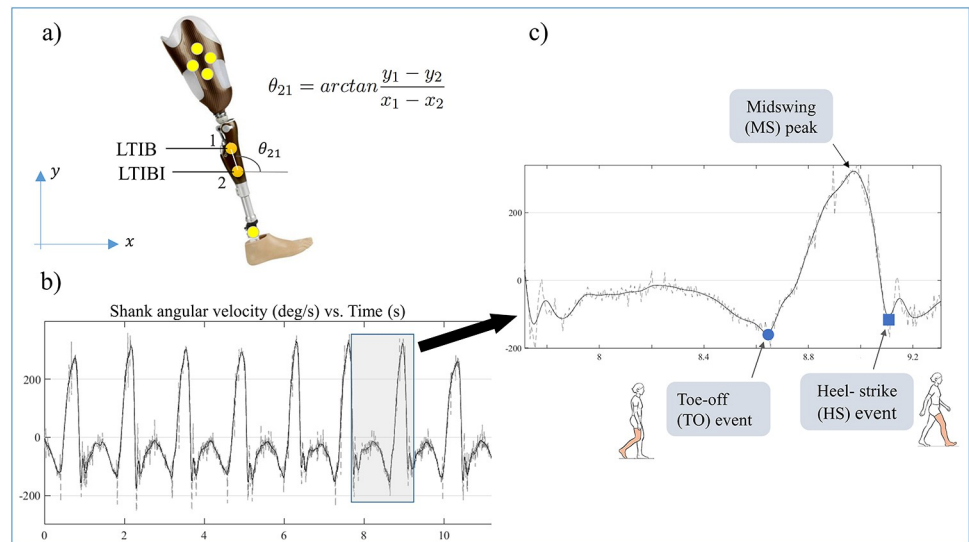 a)
θ₂₁ = arctan (y₁ − y₂) / (x₁ − x₂)
LTIB
LTIBI
1
2
θ₂₁
y
x
b)
Shank angular velocity (deg/s) vs. Time (s)
200
0
-200
0 2 4 6 8 10
c)
Midswing
(MS) peak
200
0
-200
8 8.4 8.8 9.2
Toe-off
(TO) event
Heel- strike
(HS) event